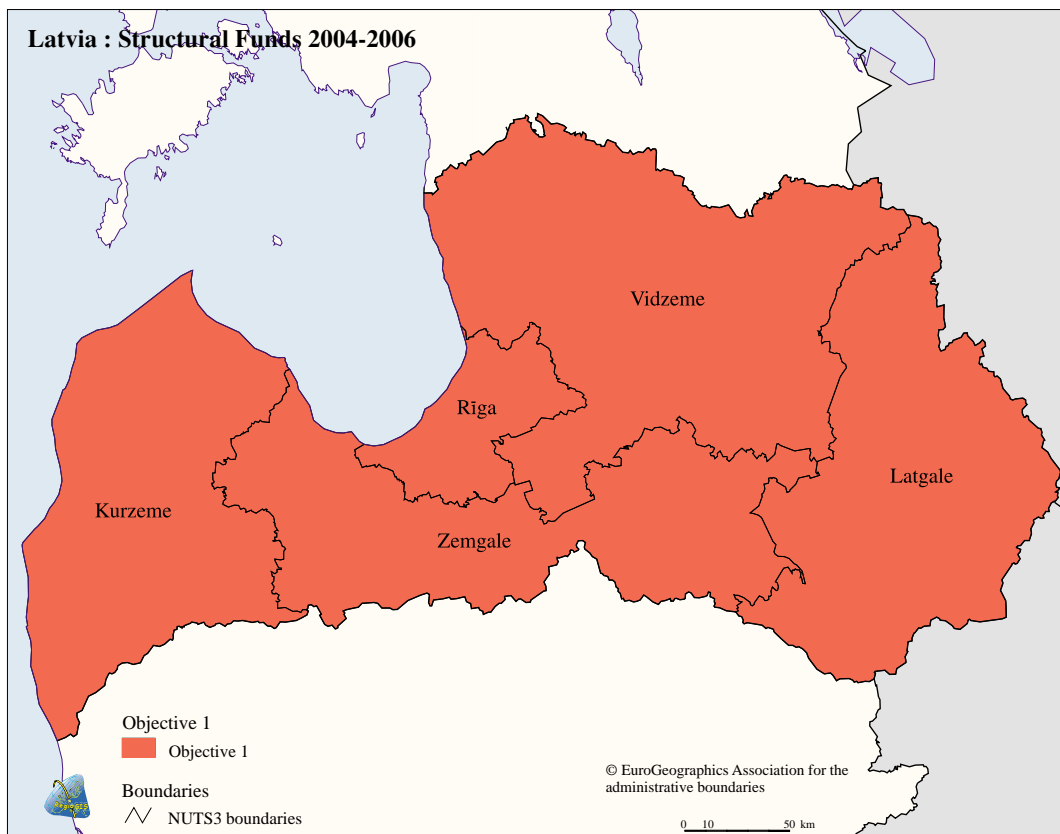 Latvia : Structural Funds 2004-2006
Vidzeme
Rīga
Latgale
Kurzeme
Zemgale
Objective 1
Objective 1
Boundaries
NUTS3 boundaries
© EuroGeographics Association for the
administrative boundaries
0 10 50 km